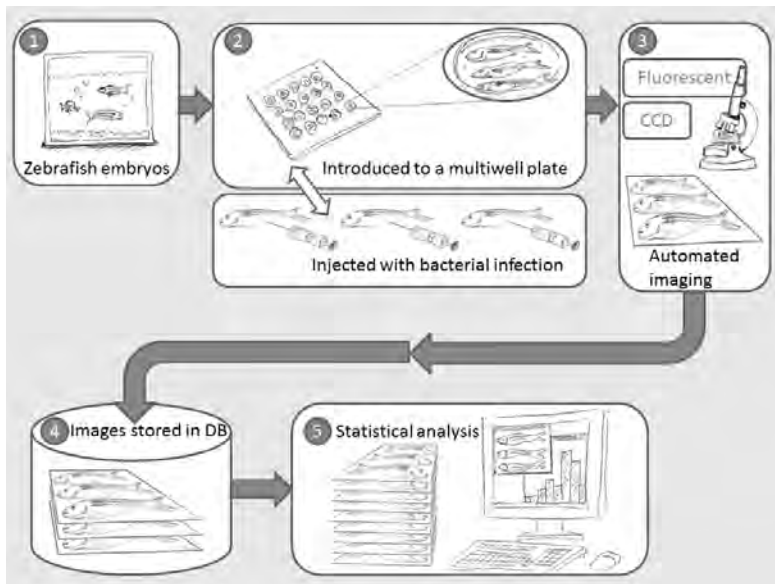 1
Zebrafish embryos
2
Introduced to a multiwell plate
Injected with bacterial infection
3
Fluorescent
CCD
Automated
imaging
4 Images stored in DB
5 Statistical analysis